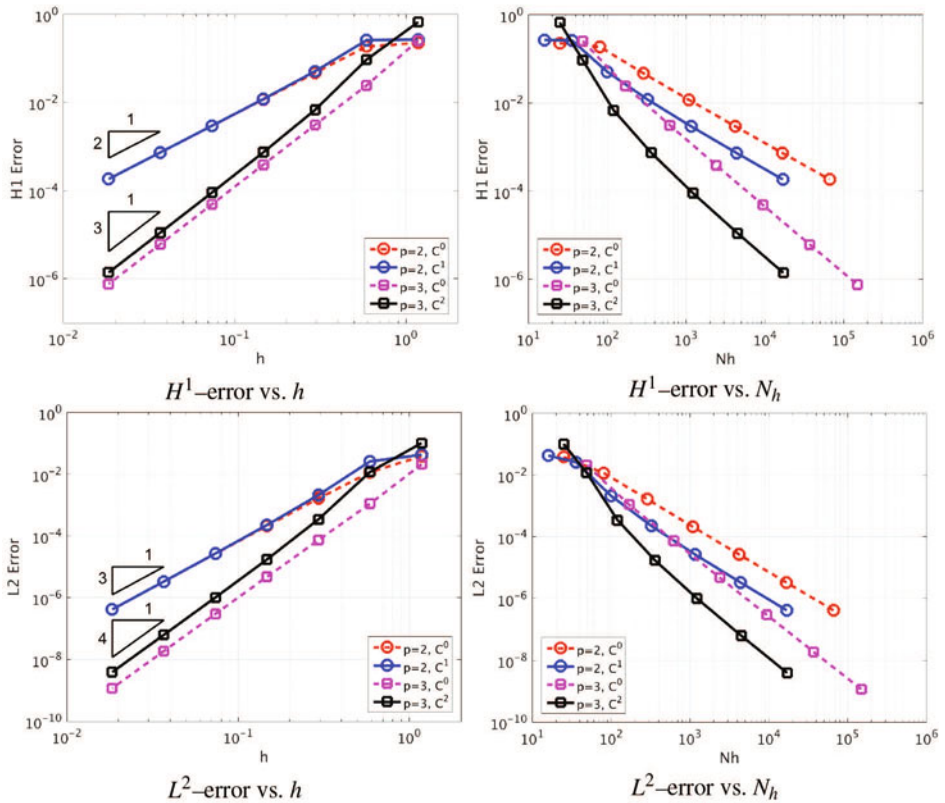 10^0
10^-2
10^-4
10^-6
H1 Error
1
2
1
3
p=2, C^0
p=2, C^1
p=3, C^0
p=3, C^2
10^-2
10^-1
10^0
h
H^1–error vs. h
10^0
10^-2
10^-4
10^-6
H1 Error
p=2, C^0
p=2, C^1
p=3, C^0
p=3, C^2
10^1
10^2
10^3
10^4
10^5
10^6
Nh
H^1–error vs. N_h
10^0
10^-2
10^-4
10^-6
10^-8
10^-10
L2 Error
1
3
1
4
p=2, C^0
p=2, C^1
p=3, C^0
p=3, C^2
10^-2
10^-1
10^0
h
L^2–error vs. h
10^0
10^-2
10^-4
10^-6
10^-8
10^-10
L2 Error
p=2, C^0
p=2, C^1
p=3, C^0
p=3, C^2
10^1
10^2
10^3
10^4
10^5
10^6
Nh
L^2–error vs. N_h